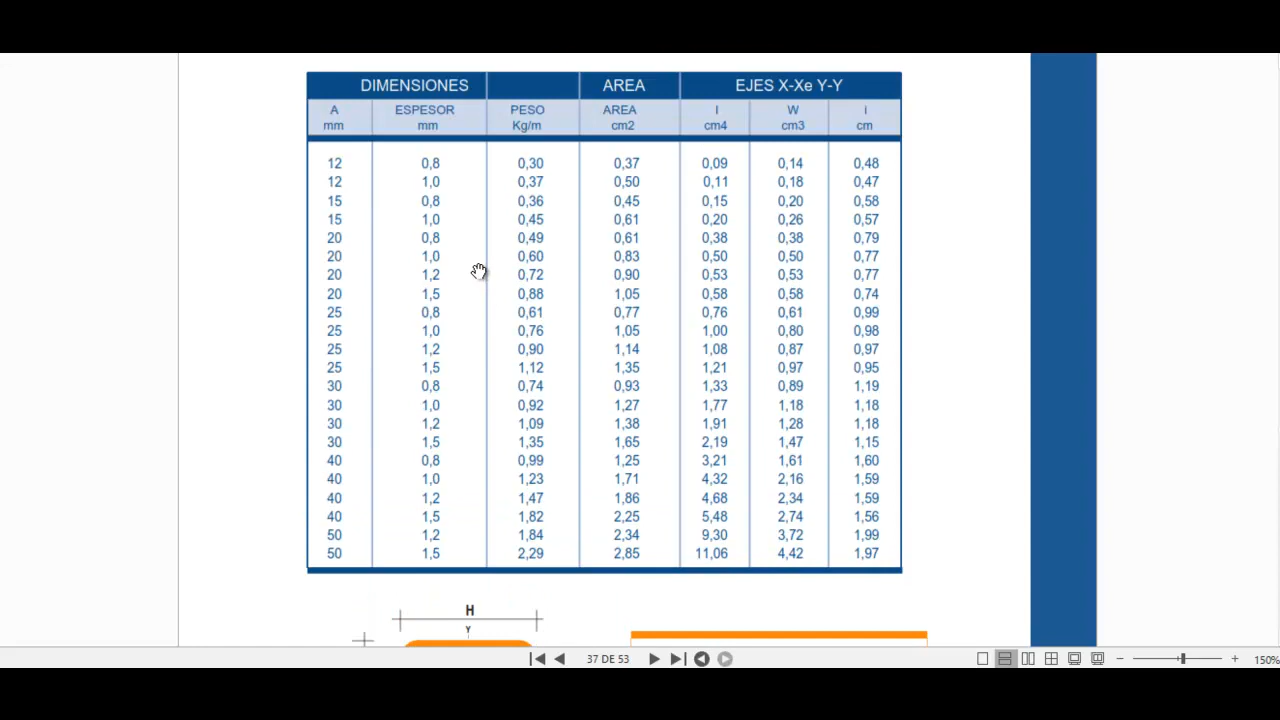 DIMENSIONES AREA EJES X-Xe Y-Y
A ESPESOR PESO AREA I W i
mm mm Kg/m cm2 cm4 cm3 cm
12 0,8 0,30 0,37 0,09 0,14 0,48
12 1,0 0,37 0,50 0,11 0,18 0,47
15 0,8 0,36 0,45 0,15 0,20 0,58
15 1,0 0,45 0,61 0,20 0,26 0,57
20 0,8 0,49 0,61 0,38 0,38 0,79
20 1,0 0,60 0,83 0,50 0,50 0,77
20 1,2 0,72 0,90 0,53 0,53 0,77
20 1,5 0,88 1,05 0,58 0,58 0,74
25 0,8 0,61 0,77 0,76 0,61 0,99
25 1,0 0,76 1,05 1,00 0,80 0,98
25 1,2 0,90 1,14 1,08 0,87 0,97
25 1,5 1,12 1,35 1,21 0,97 0,95
30 0,8 0,74 0,93 1,33 0,89 1,19
30 1,0 0,92 1,27 1,77 1,18 1,18
30 1,2 1,09 1,38 1,91 1,28 1,18
30 1,5 1,35 1,65 2,19 1,47 1,15
40 0,8 0,99 1,25 3,21 1,61 1,60
40 1,0 1,23 1,71 4,32 2,16 1,59
40 1,2 1,47 1,86 4,68 2,34 1,59
40 1,5 1,82 2,25 5,48 2,74 1,56
50 1,2 1,84 2,34 9,30 3,72 1,99
50 1,5 2,29 2,85 11,06 4,42 1,97
H
Y
37 DE 53 150%